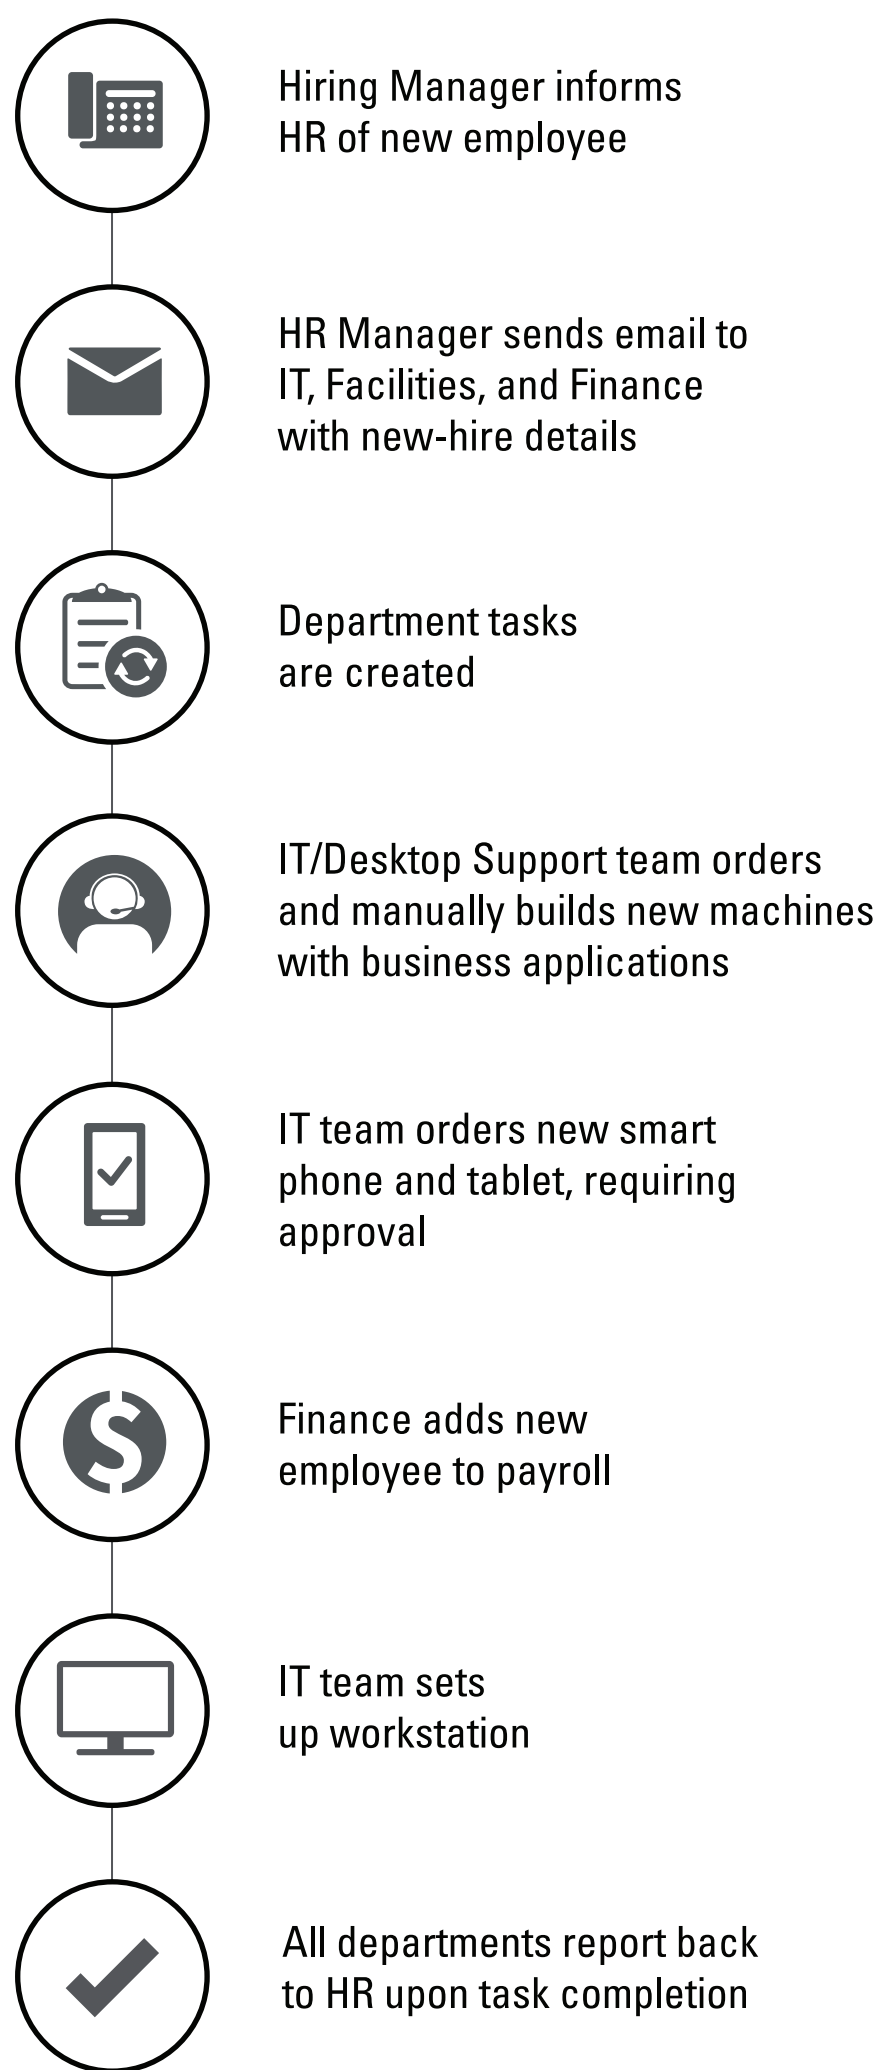 Hiring Manager informs
HR of new employee
HR Manager sends email to
IT, Facilities, and Finance
with new-hire details
Department tasks
are created
IT/Desktop Support team orders
and manually builds new machines
with business applications
IT team orders new smart
phone and tablet, requiring
approval
Finance adds new
employee to payroll
IT team sets
up workstation
All departments report back
to HR upon task completion